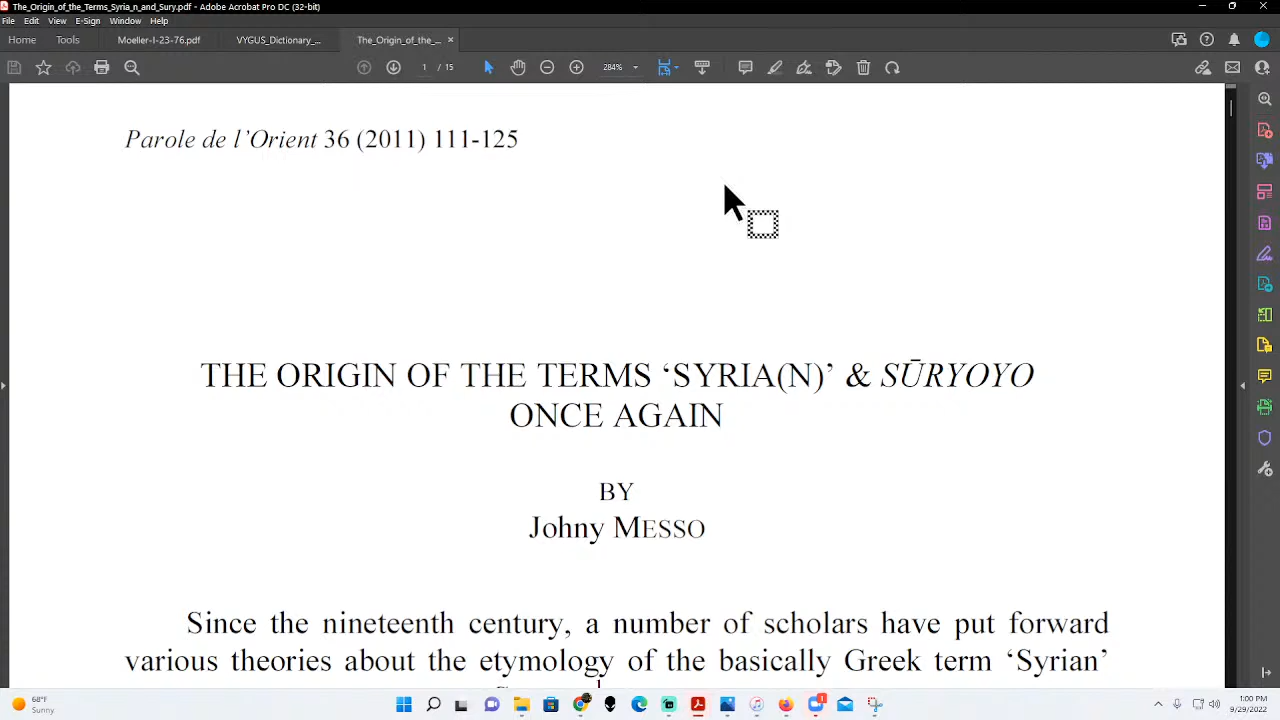 The_Origin_of_the_Terms_Syria_n_and_Sury.pdf - Adobe Acrobat Pro DC (32-bit)
File Edit View E-Sign Window Help
Home Tools Moeller-I-23-76.pdf VYGUS_Dictionary_... The_Origin_of_the_... ×
1 / 15 284%
Parole de l’Orient 36 (2011) 111-125
THE ORIGIN OF THE TERMS ‘SYRIA(N)’ & SŪRYOYO
ONCE AGAIN
BY
Johny MESSO
Since the nineteenth century, a number of scholars have put forward
various theories about the etymology of the basically Greek term ‘Syrian’
68°F
Sunny
1:00 PM
9/29/2022